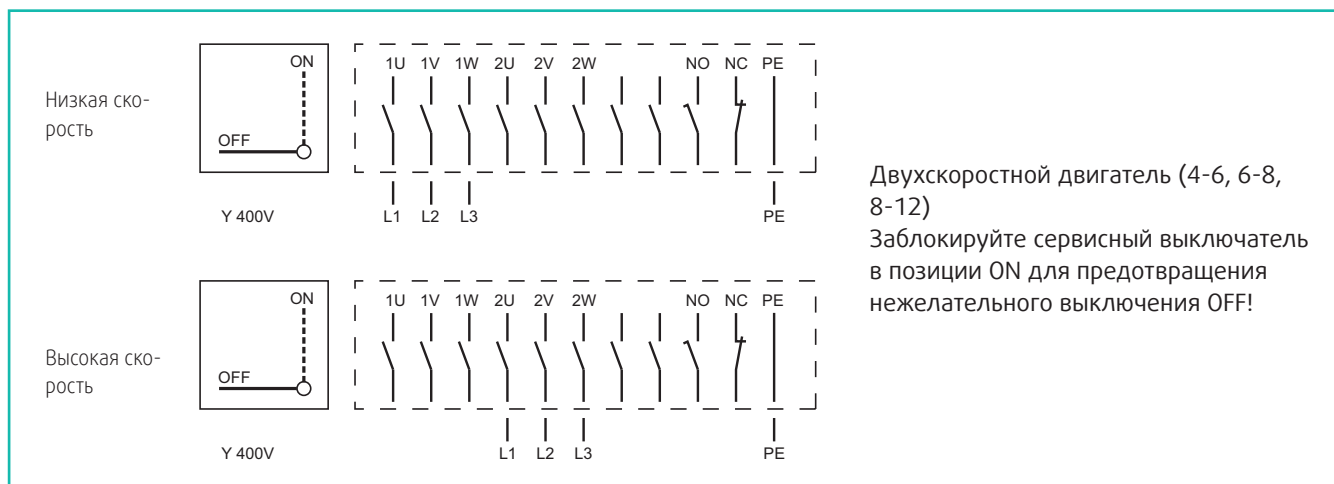 ON
1U 1V 1W 2U 2V 2W NO NC PE
Низкая ско-
рость
OFF
Y 400V
L1 L2 L3 PE
ON
1U 1V 1W 2U 2V 2W NO NC PE
Высокая ско-
рость
OFF
Y 400V
L1 L2 L3 PE
Двухскоростной двигатель (4-6, 6-8,
8-12)
Заблокируйте сервисный выключатель
в позиции ON для предотвращения
нежелательного выключения OFF!